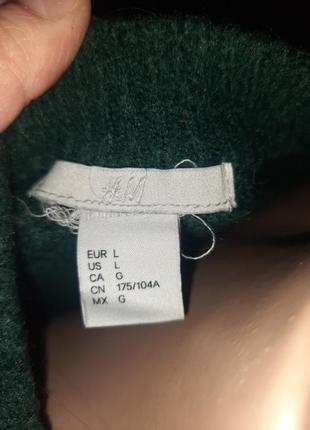 H&M
EUR L
US L
CA G
CN 175/104A
MX G